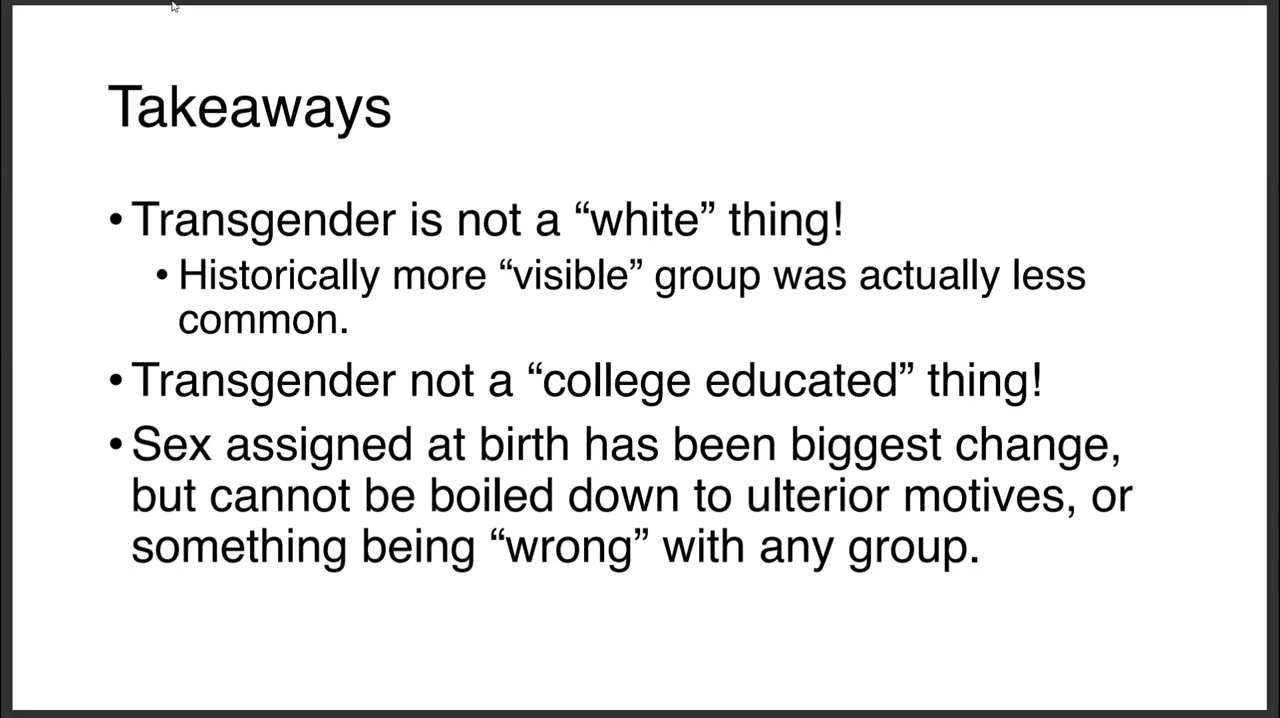 Takeaways
• Transgender is not a “white” thing!
• Historically more “visible” group was actually less
common.
• Transgender not a “college educated” thing!
• Sex assigned at birth has been biggest change,
but cannot be boiled down to ulterior motives, or
something being “wrong” with any group.